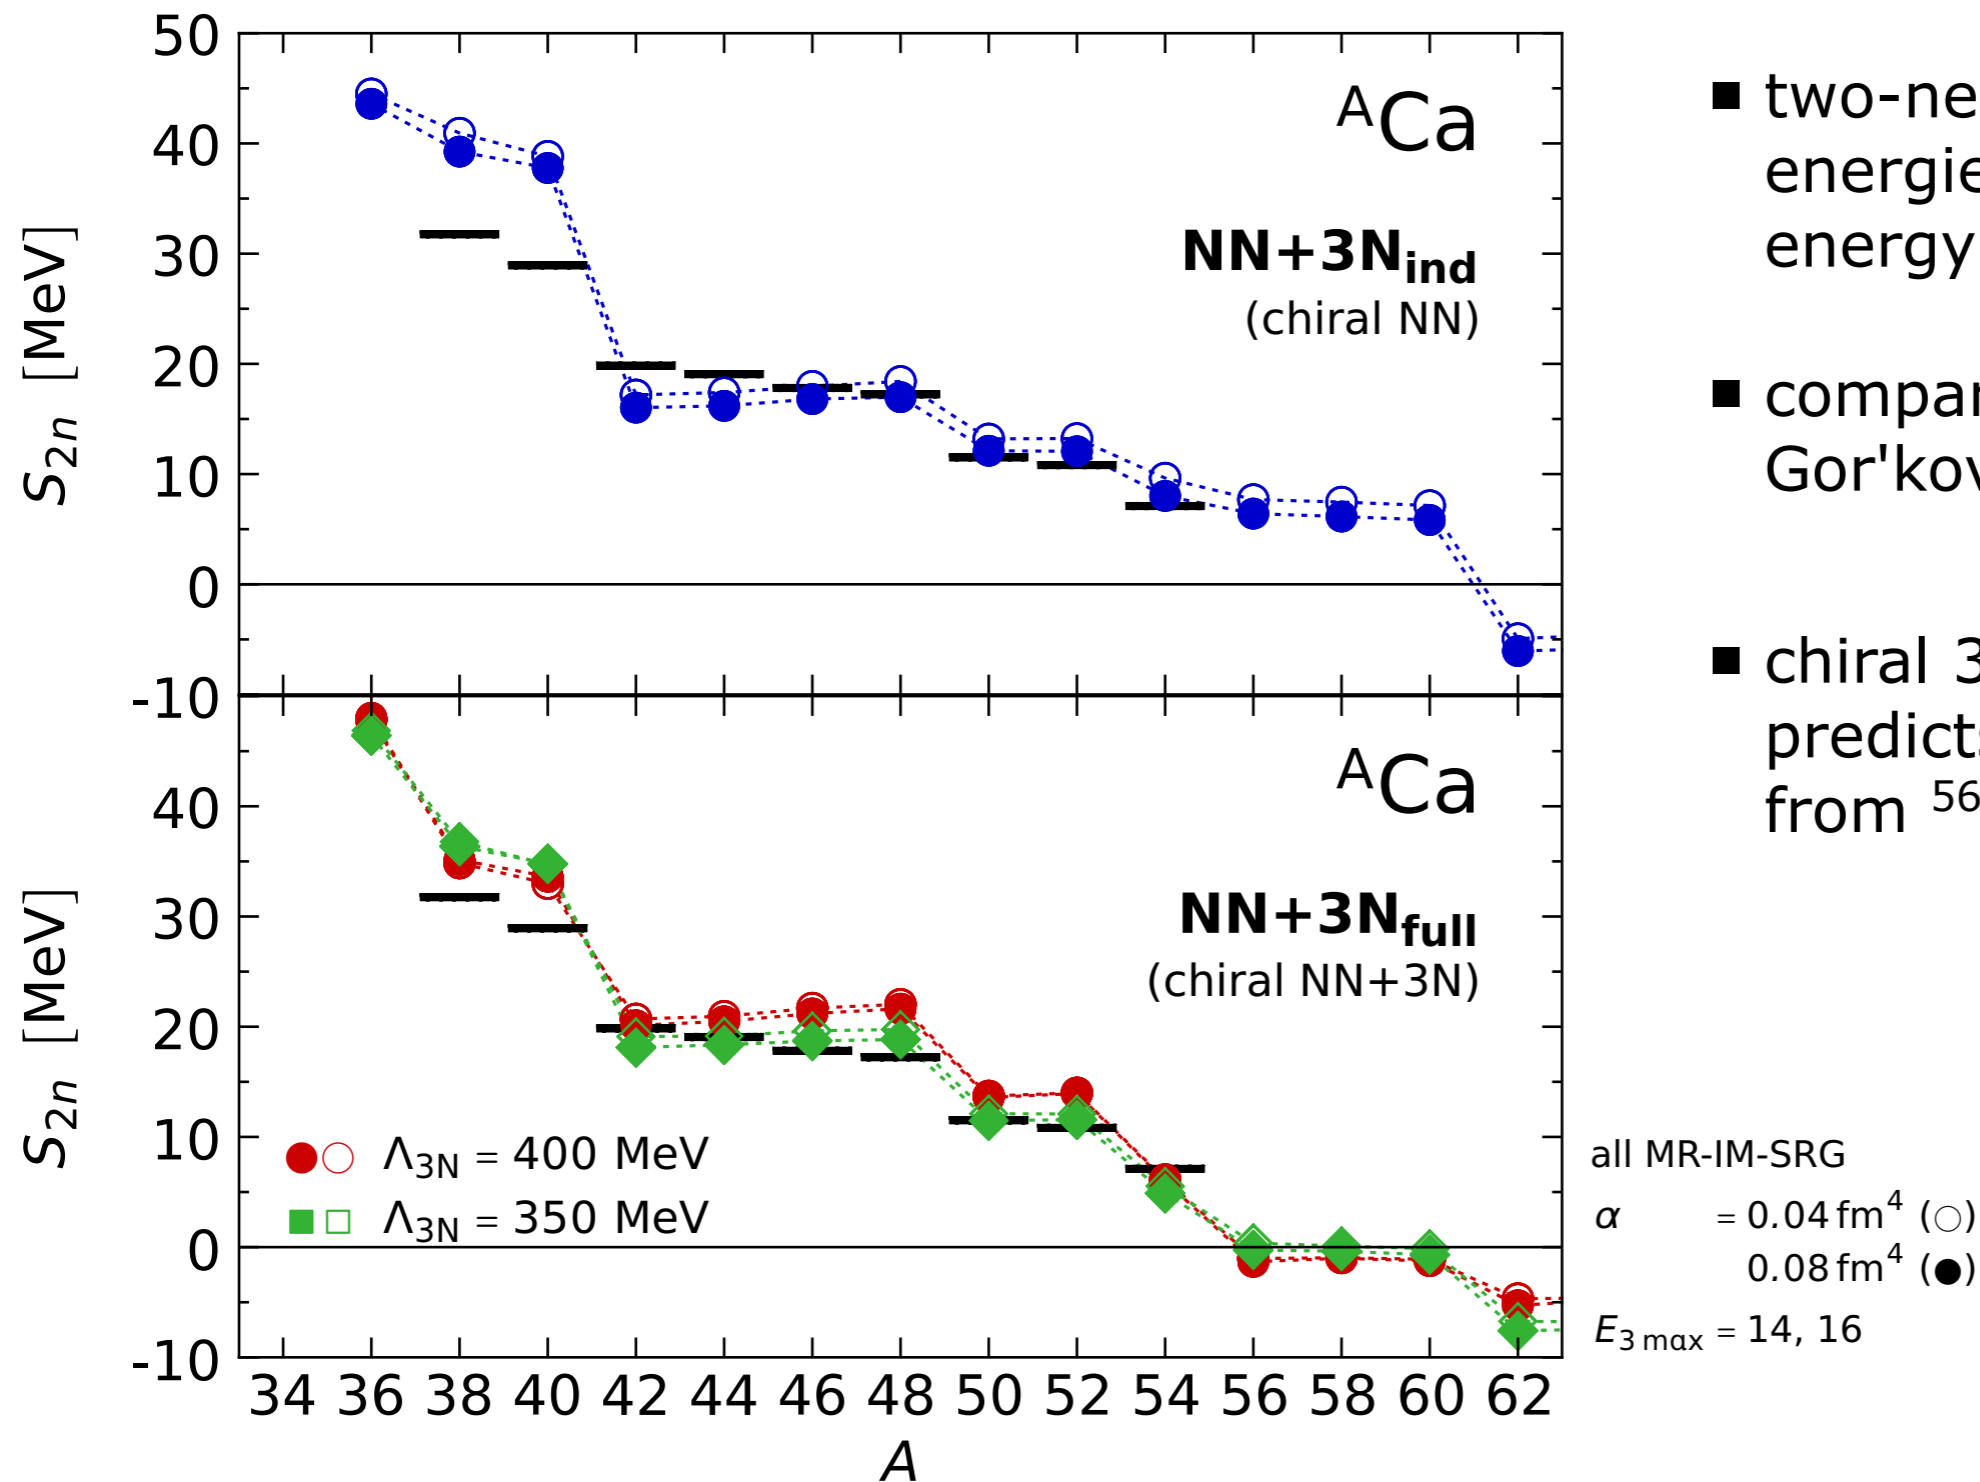 50
40
30
20
10
0
-10
S2n [MeV]
ᴬCa
NN+3Nind
(chiral NN)
40
30
20
10
0
-10
S2n [MeV]
ᴬCa
NN+3Nfull
(chiral NN+3N)
Λ3N = 400 MeV
Λ3N = 350 MeV
34 36 38 40 42 44 46 48 50 52 54 56 58 60 62
A
■ two-ne
energie
energy
■ compar
Gor'kov
■ chiral 3
predicts
from ⁵⁶
all MR-IM-SRG
α = 0.04 fm⁴ (○)
0.08 fm⁴ (●)
E3 max = 14, 16